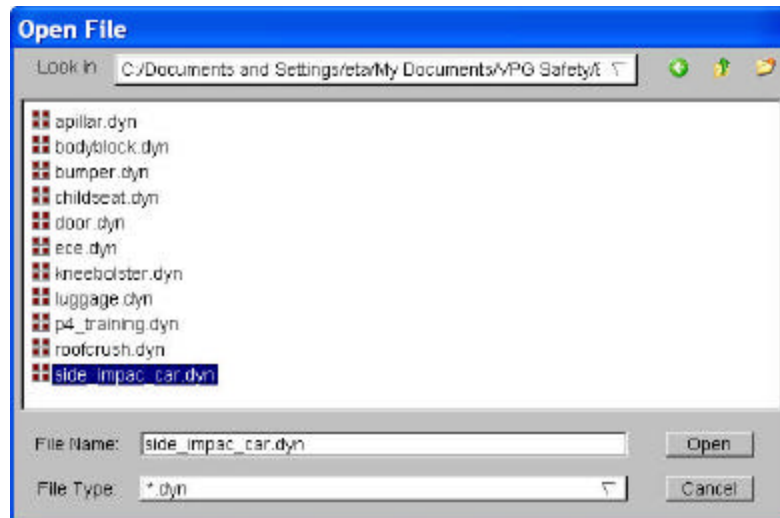 Open File
Look in C:/Documents and Settings/eta/My Documents/VPG Safety/
apillar.dyn
bodyblock.dyn
bumper.dyn
childseat.dyn
door.dyn
ece.dyn
kneebolster.dyn
luggage.dyn
p4_training.dyn
roofcrush.dyn
side_impac_car.dyn
File Name: side_impac_car.dyn Open
File Type: *.dyn Cancel